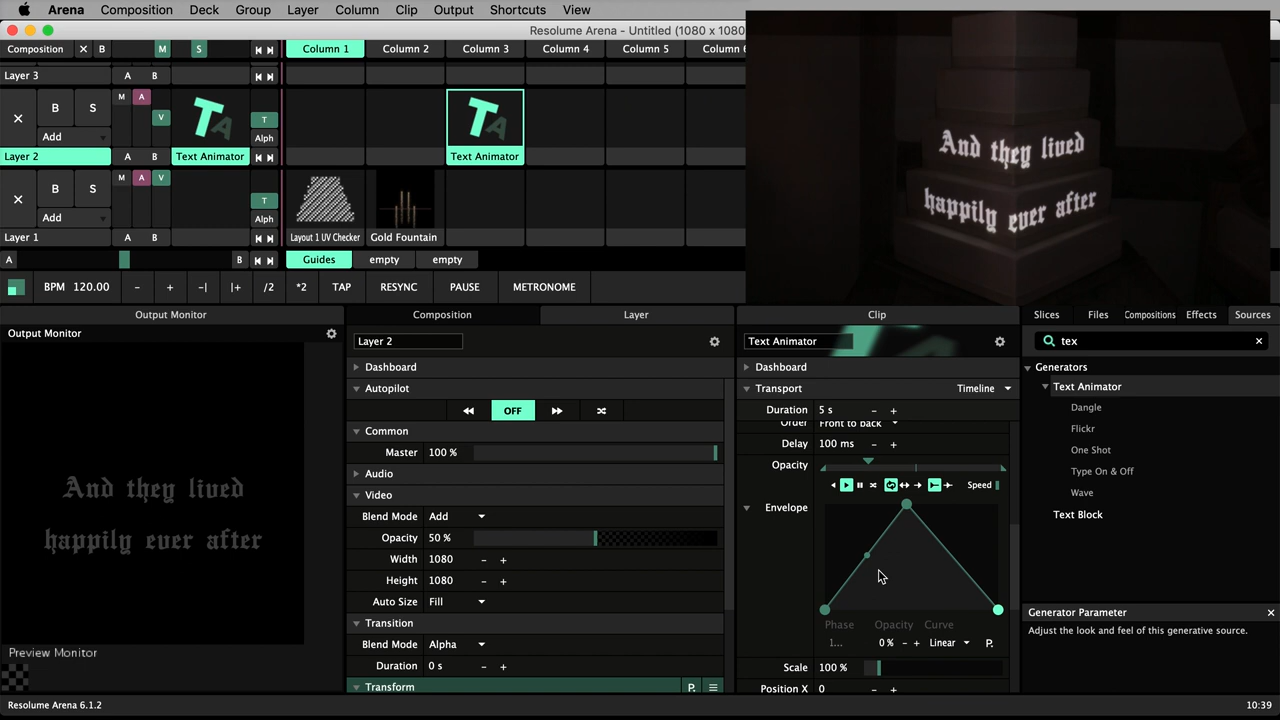 Arena Composition Deck Group Layer Column Clip Output Shortcuts View
Resolume Arena - Untitled (1080 x 1080
Composition X B M S Column 1 Column 2 Column 3 Column 4 Column 5 Column 6
Layer 3 A B
B S M A V T Alph
Add
Layer 2 A B Text Animator Text Animator
B S M A V T Alph
Add
Layer 1 A B Layout 1 UV Checker Gold Fountain
A B Guides empty empty
BPM 120.00 - + -| |+ /2 *2 TAP RESYNC PAUSE METRONOME
And they lived
happily ever after
Output Monitor
Output Monitor
And they lived
happily ever after
Preview Monitor
Composition Layer
Layer 2
Dashboard
Autopilot
OFF
Common
Master 100 %
Audio
Video
Blend Mode Add
Opacity 50 %
Width 1080 - +
Height 1080 - +
Auto Size Fill
Transition
Blend Mode Alpha
Duration 0 s - +
Transform P.
Clip
Text Animator
Dashboard
Transport Timeline
Duration 5 s - +
Order Front to back
Delay 100 ms - +
Opacity
Speed
Envelope
Phase Opacity Curve
1... 0 % - + Linear P.
Scale 100 %
Position X 0 - +
Slices Files Compositions Effects Sources
tex
Generators
Text Animator
Dangle
Flickr
One Shot
Type On & Off
Wave
Text Block
Generator Parameter
Adjust the look and feel of this generative source.
Resolume Arena 6.1.2 10:39